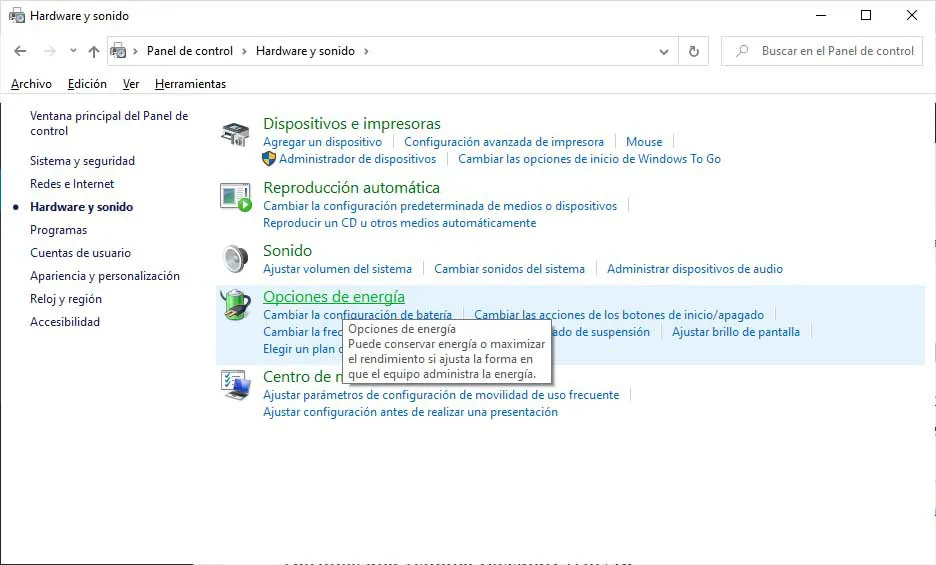 Hardware y sonido
Panel de control > Hardware y sonido >
Buscar en el Panel de control
Archivo Edición Ver Herramientas
Ventana principal del Panel de
control
Sistema y seguridad
Redes e Internet
Hardware y sonido
Programas
Cuentas de usuario
Apariencia y personalización
Reloj y región
Accesibilidad
Dispositivos e impresoras
Agregar un dispositivo Configuración avanzada de impresora Mouse
Administrador de dispositivos Cambiar las opciones de inicio de Windows To Go
Reproducción automática
Cambiar la configuración predeterminada de medios o dispositivos
Reproducir un CD u otros medios automáticamente
Sonido
Ajustar volumen del sistema Cambiar sonidos del sistema Administrar dispositivos de audio
Opciones de energía
Cambiar la configuración de batería Cambiar las acciones de los botones de inicio/apagado
Cambiar la de suspensión Ajustar brillo de pantalla
Elegir un plan
Opciones de energía
Puede conservar energía o maximizar
el rendimiento si ajusta la forma en
que el equipo administra la energía.
Centro de
Ajustar parámetros de configuración de movilidad de uso frecuente
Ajustar configuración antes de realizar una presentación